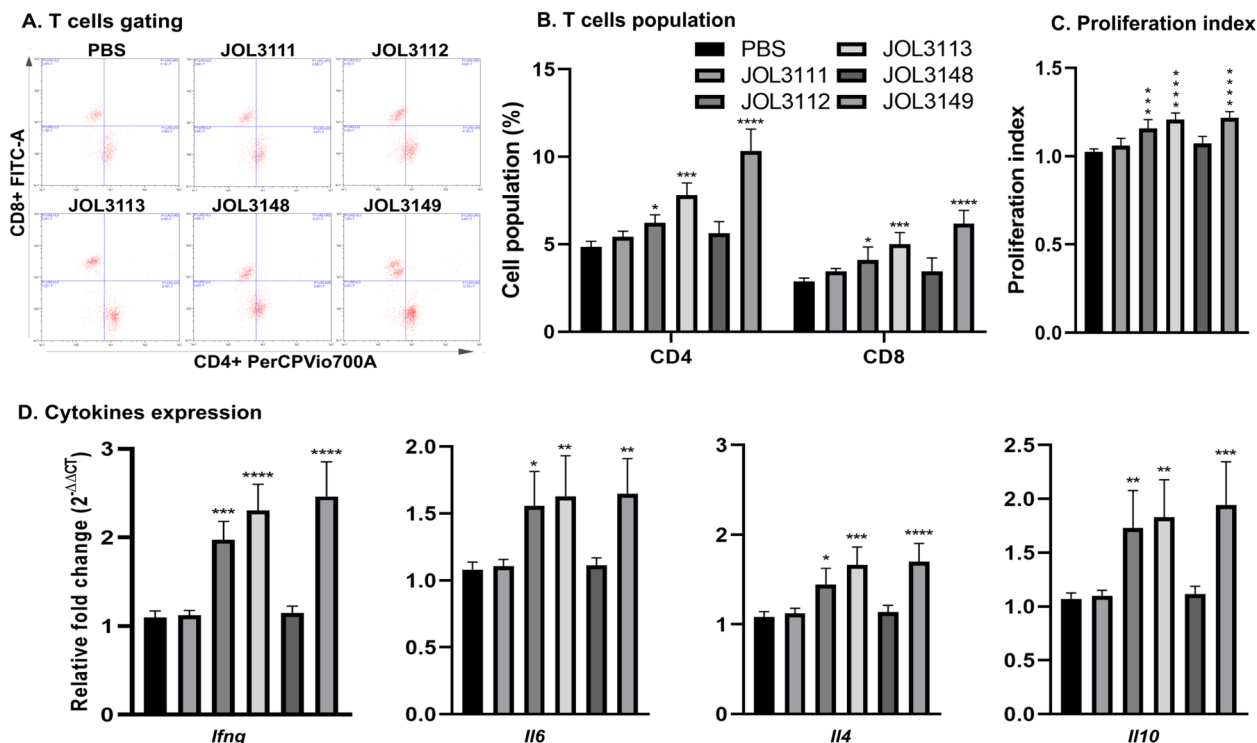 A. T cells gating
PBS
JOL3111
JOL3112
JOL3113
JOL3148
JOL3149
CD8+ FITC-A
CD4+ PerCPVio700A
B. T cells population
PBS
JOL3111
JOL3112
JOL3113
JOL3148
JOL3149
Cell population (%)
15
10
5
0
*
***
****
*
***
****
CD4
CD8
C. Proliferation index
Proliferation index
1.5
1.0
0.5
0.0
***
****
****
D. Cytokines expression
Relative fold change (2-ΔΔCT)
3
2
1
0
***
****
****
Ifng
2.0
1.5
1.0
0.5
0.0
*
**
**
Il6
3
2
1
0
*
***
****
Il4
2.5
2.0
1.5
1.0
0.5
0.0
**
**
***
Il10